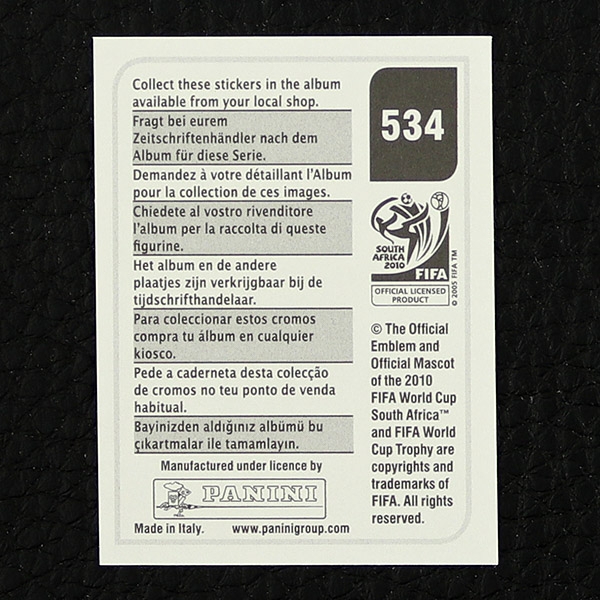 Collect these stickers in the album
available from your local shop.
Fragt bei eurem
Zeitschriftenhändler nach dem
Album für diese Serie.
Demandez à votre détaillant l'Album
pour la collection de ces images.
Chiedete al vostro rivenditore
l'album per la raccolta di queste
figurine.
Het album en de andere
plaatjes zijn verkrijgbaar bij de
tijdschrifthandelaar.
Para coleccionar estos cromos
compra tu álbum en cualquier
kiosco.
Pede a caderneta desta colecção
de cromos no teu ponto de venda
habitual.
Bayinizden aldığınız albümü bu
çıkartmalar ile tamamlayın.
Manufactured under licence by
PANINI
Made in Italy. www.paninigroup.com
534
SOUTH
AFRICA
2010
FIFA
OFFICIAL LICENSED
PRODUCT
© 2005 FIFA TM
© The Official
Emblem and
Official Mascot
of the 2010
FIFA World Cup
South Africa™
and FIFA World
Cup Trophy are
copyrights and
trademarks of
FIFA. All rights
reserved.